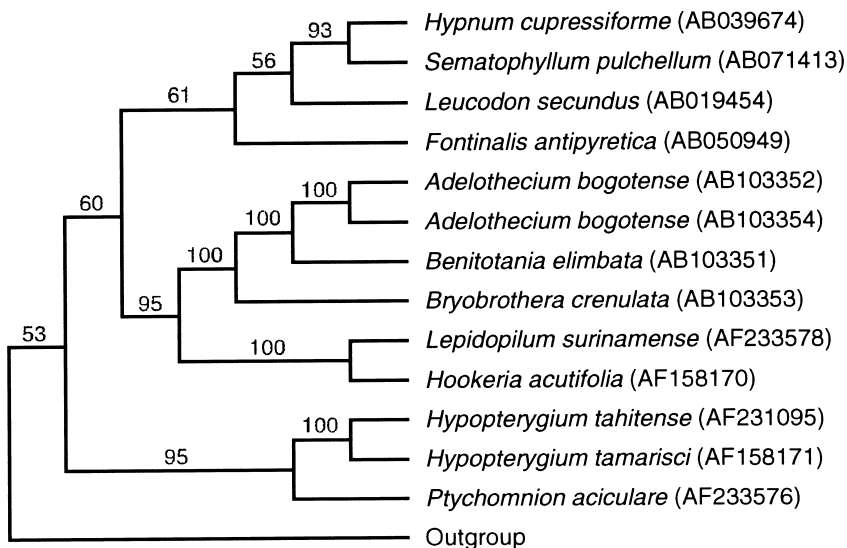 93
Hypnum cupressiforme (AB039674)
56
Sematophyllum pulchellum (AB071413)
61
Leucodon secundus (AB019454)
Fontinalis antipyretica (AB050949)
100
Adelothecium bogotense (AB103352)
60
100
Adelothecium bogotense (AB103354)
100
Benitotania elimbata (AB103351)
95
Bryobrothera crenulata (AB103353)
53
100
Lepidopilum surinamense (AF233578)
Hookeria acutifolia (AF158170)
100
Hypopterygium tahitense (AF231095)
95
Hypopterygium tamarisci (AF158171)
Ptychomnion aciculare (AF233576)
Outgroup